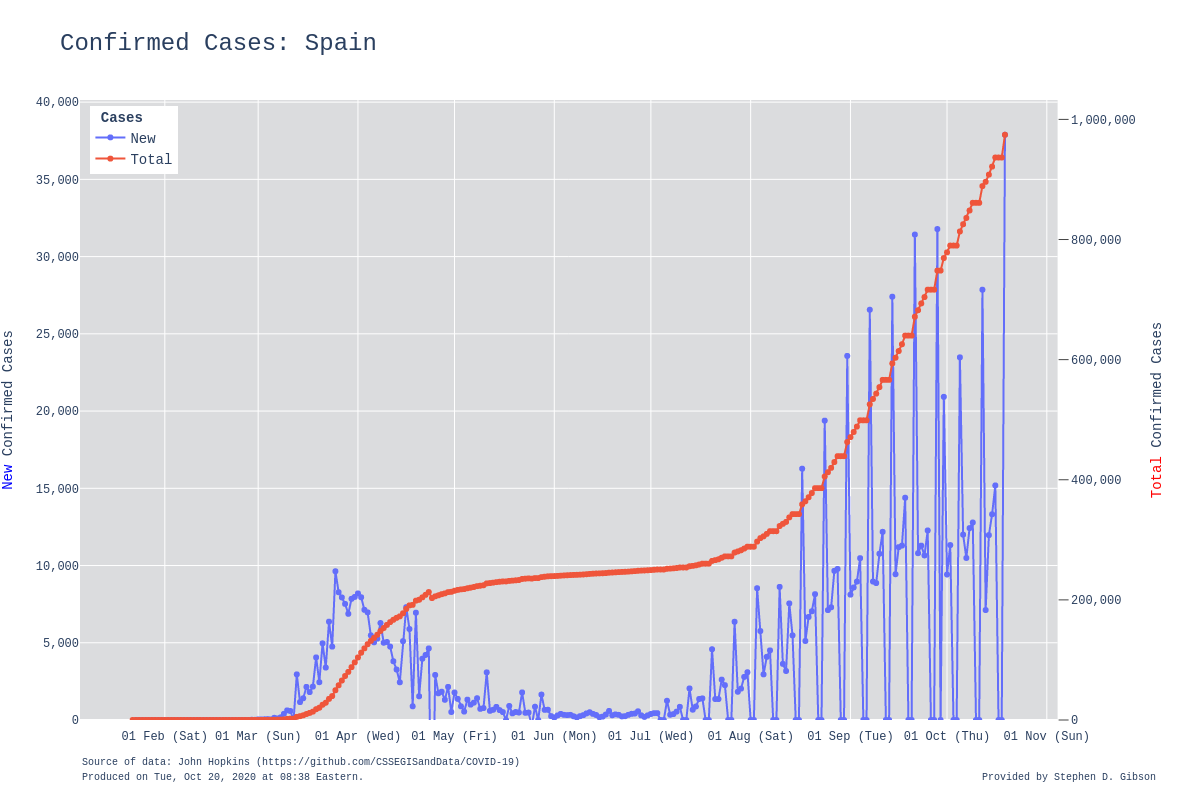 Confirmed Cases: Spain
Cases
New
Total
40,000
35,000
30,000
25,000
20,000
15,000
10,000
5,000
0
New Confirmed Cases
1,000,000
800,000
600,000
400,000
200,000
0
Total Confirmed Cases
01 Feb (Sat) 01 Mar (Sun) 01 Apr (Wed) 01 May (Fri) 01 Jun (Mon) 01 Jul (Wed) 01 Aug (Sat) 01 Sep (Tue) 01 Oct (Thu) 01 Nov (Sun)
Source of data: John Hopkins (https://github.com/CSSEGISandData/COVID-19)
Produced on Tue, Oct 20, 2020 at 08:38 Eastern.
Provided by Stephen D. Gibson